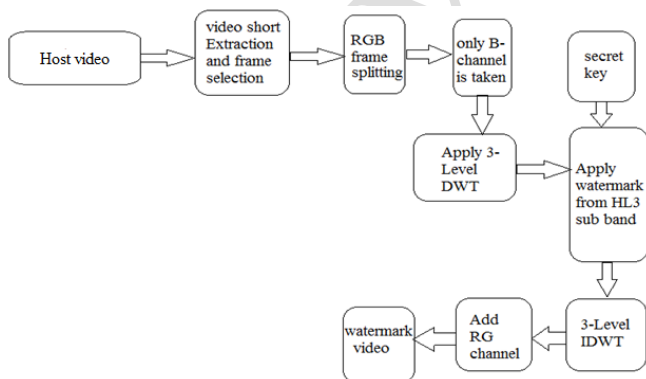 Host video
video short
Extraction
and frame
selection
RGB
frame
splitting
only B-
channel
is taken
secret
key
Apply 3-
Level
DWT
Apply
watermark
from HL3
sub band
3-Level
IDWT
Add
RG
channel
watermark
video